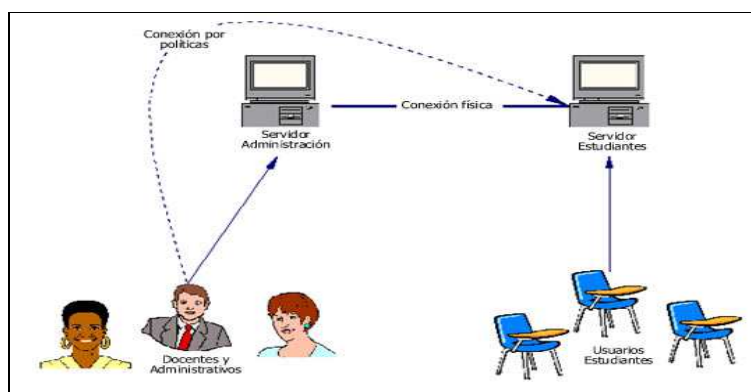 Conexión por
políticas
Conexión física
Servidor
Administración
Servidor
Estudiantes
Docentes y
Administrativos
Usuarios
Estudiantes